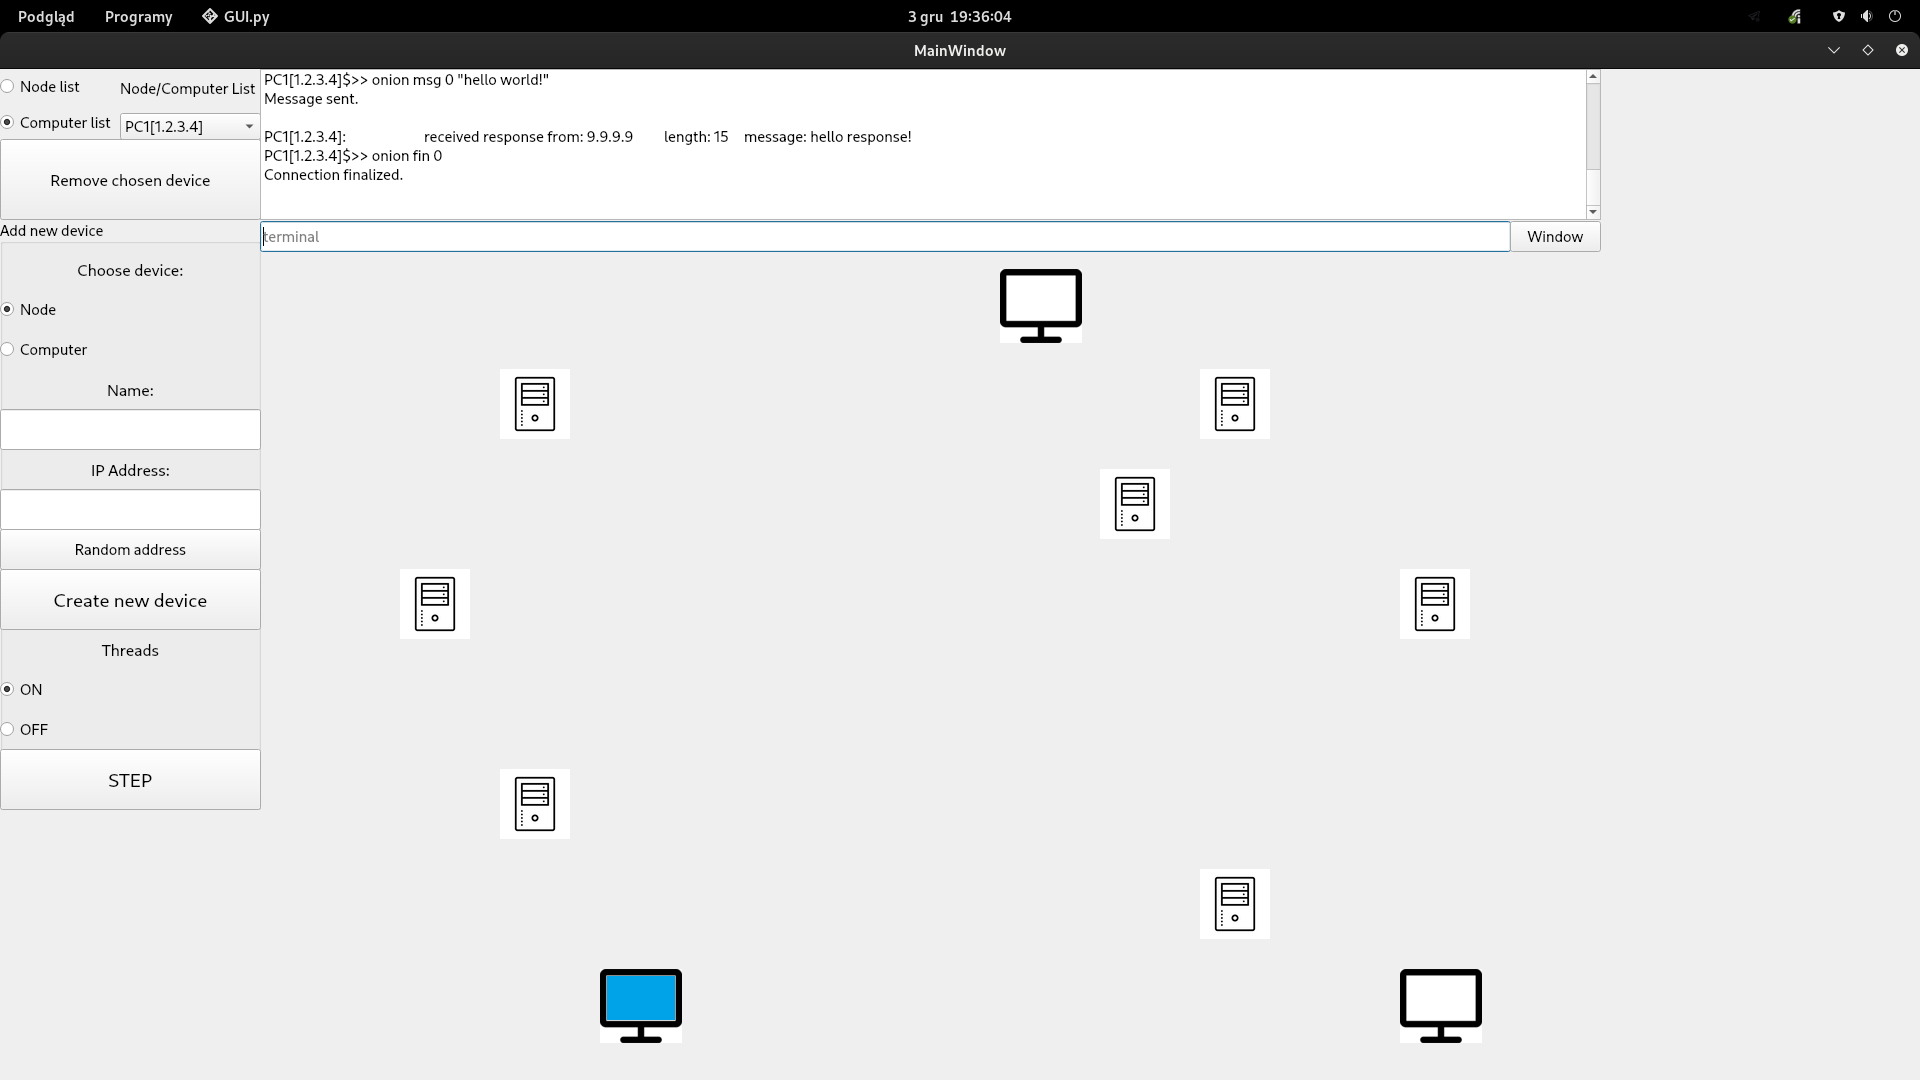 Podgląd Programy GUI.py 3 gru 19:36:04
MainWindow
Node list
Node/Computer List
Computer list
PC1[1.2.3.4]
Remove chosen device
PC1[1.2.3.4]$>> onion msg 0 "hello world!"
Message sent.
PC1[1.2.3.4]: received response from: 9.9.9.9 length: 15 message: hello response!
PC1[1.2.3.4]$>> onion fin 0
Connection finalized.
terminal
Window
Add new device
Choose device:
Node
Computer
Name:
IP Address:
Random address
Create new device
Threads
ON
OFF
STEP